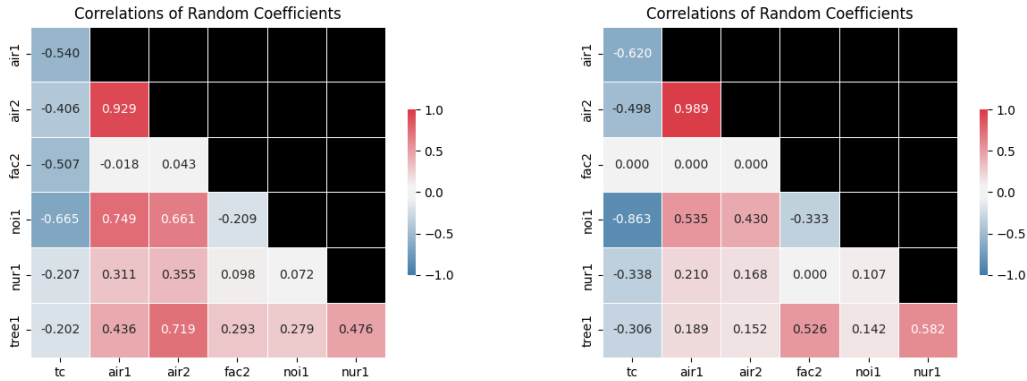 Correlations of Random Coefficients
air1 -0.540
air2 -0.406 0.929
fac2 -0.507 -0.018 0.043
noi1 -0.665 0.749 0.661 -0.209
nur1 -0.207 0.311 0.355 0.098 0.072
tree1 -0.202 0.436 0.719 0.293 0.279 0.476
tc air1 air2 fac2 noi1 nur1
1.0
0.5
0.0
−0.5
−1.0
Correlations of Random Coefficients
air1 -0.620
air2 -0.498 0.989
fac2 0.000 0.000 0.000
noi1 -0.863 0.535 0.430 -0.333
nur1 -0.338 0.210 0.168 0.000 0.107
tree1 -0.306 0.189 0.152 0.526 0.142 0.582
tc air1 air2 fac2 noi1 nur1
1.0
0.5
0.0
−0.5
−1.0